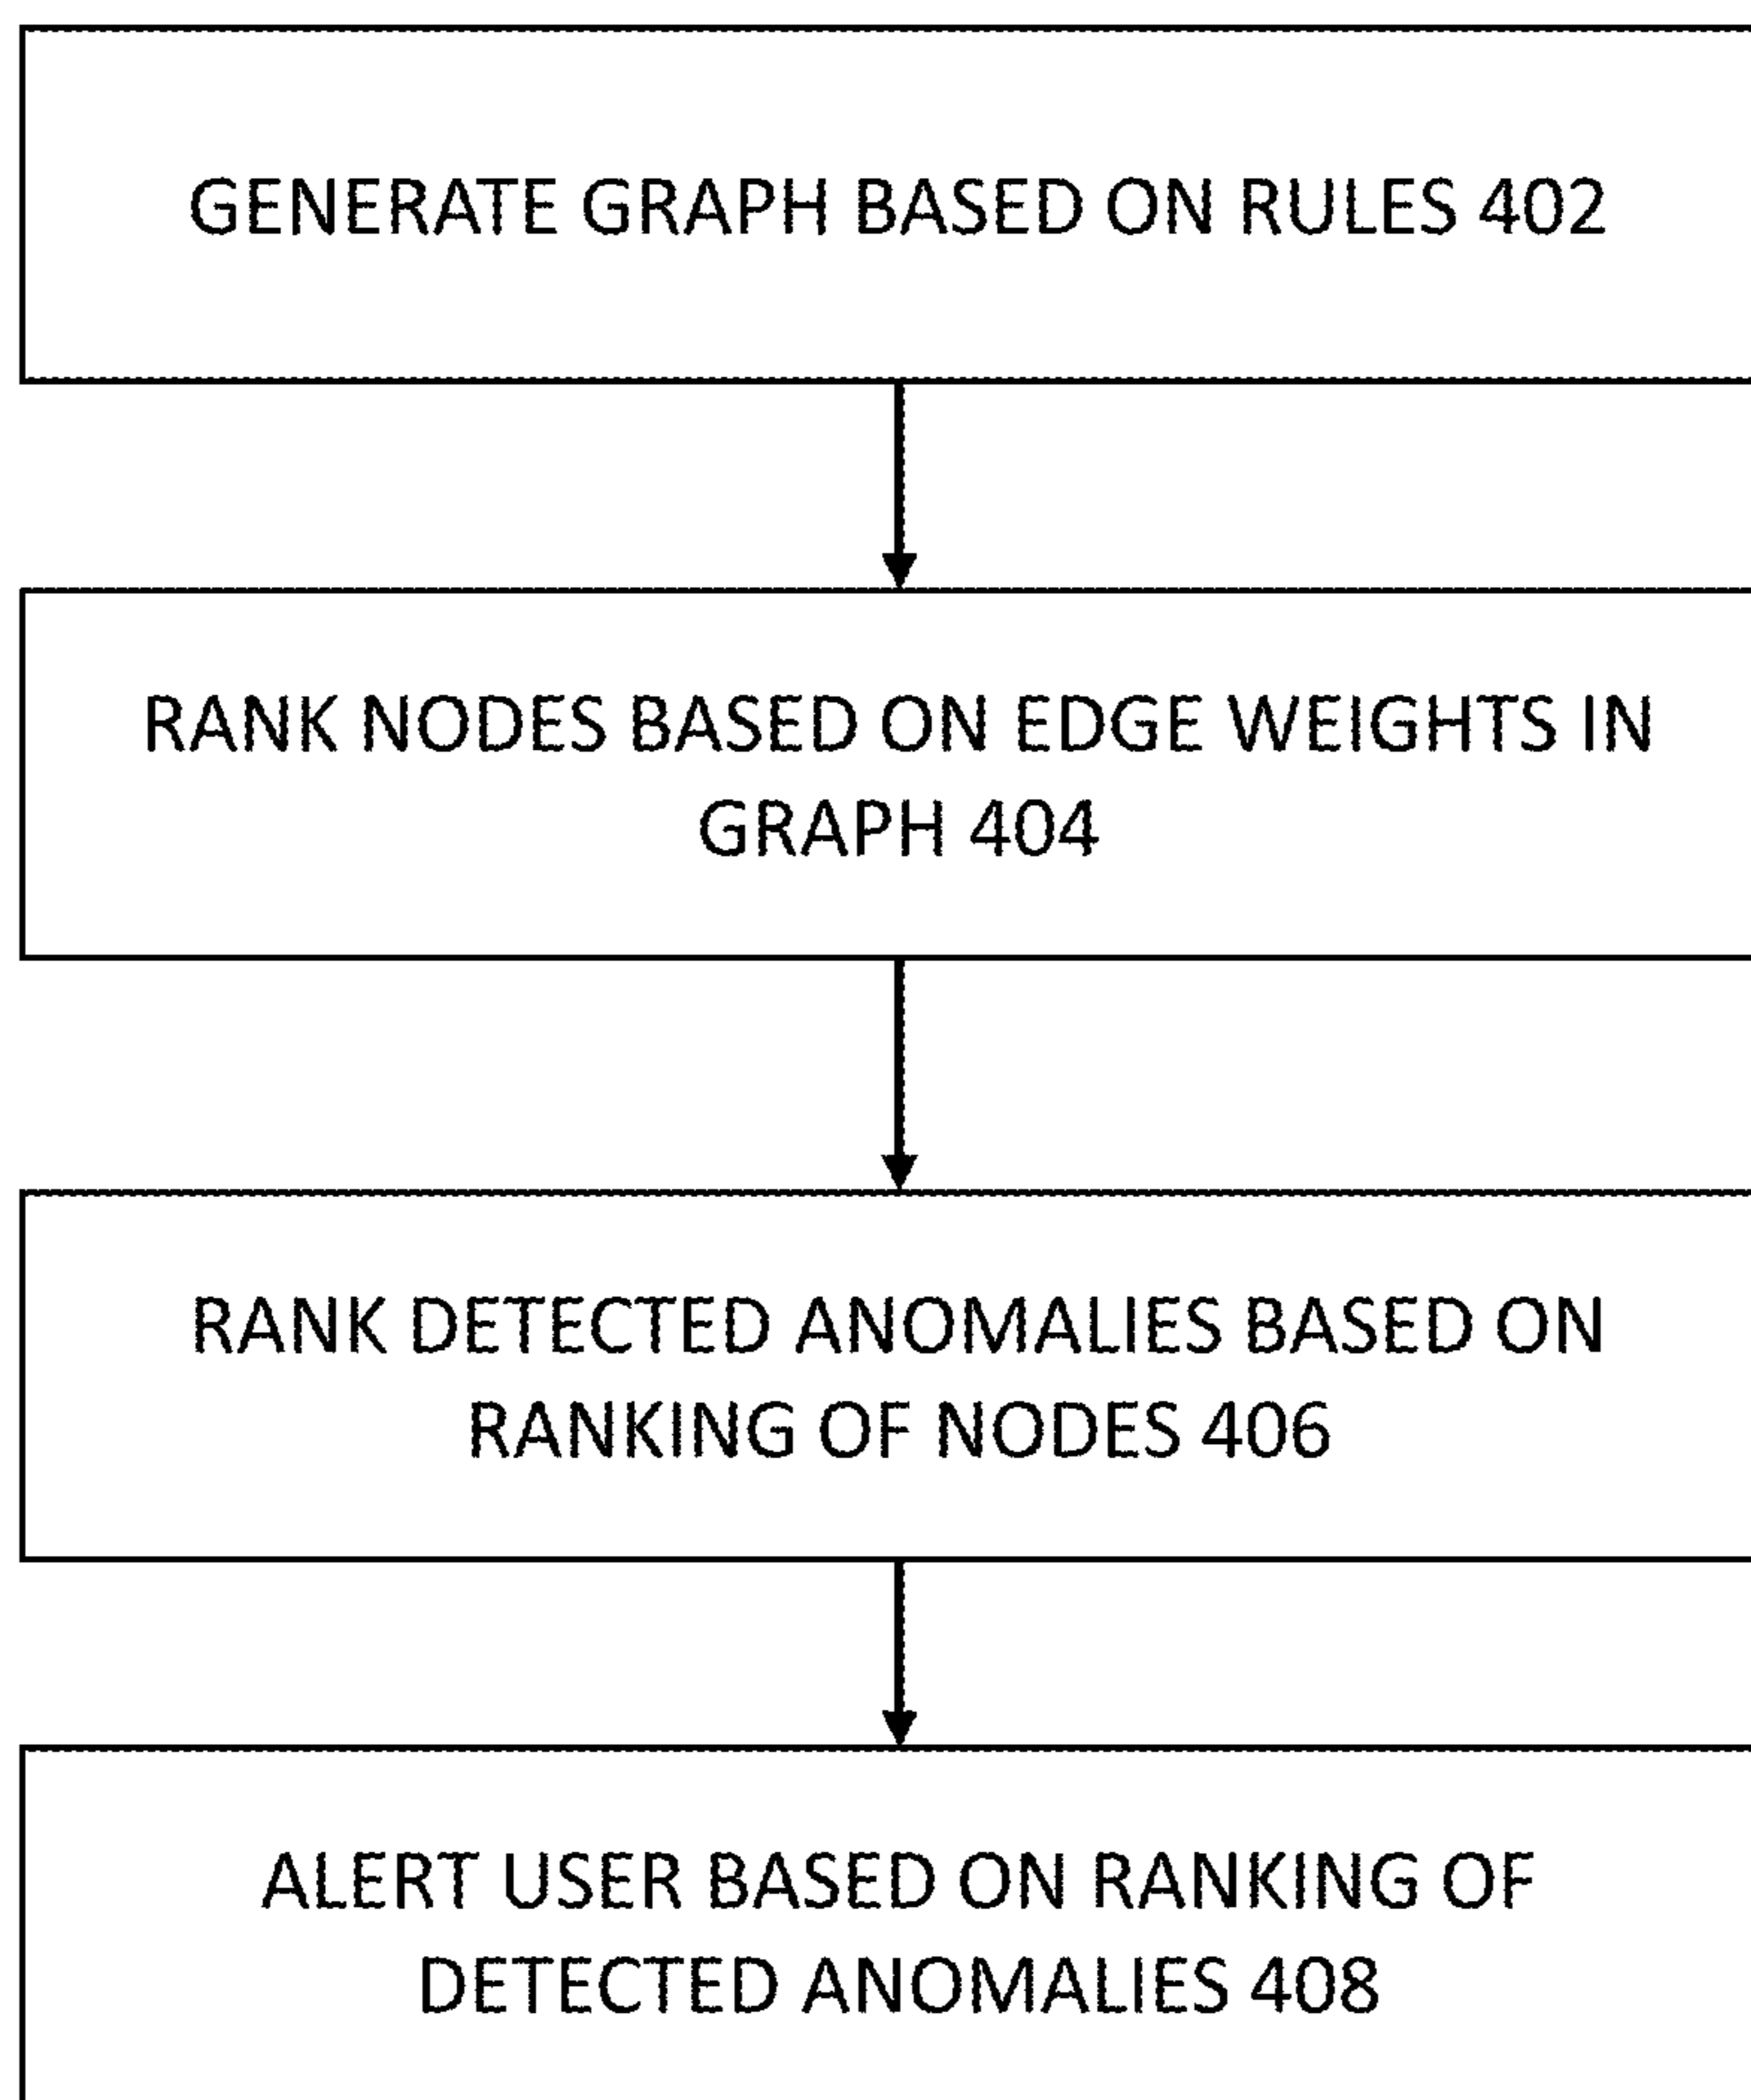 GENERATE GRAPH BASED ON RULES 402
RANK NODES BASED ON EDGE WEIGHTS IN
GRAPH 404
RANK DETECTED ANOMALIES BASED ON
RANKING OF NODES 406
ALERT USER BASED ON RANKING OF
DETECTED ANOMALIES 408